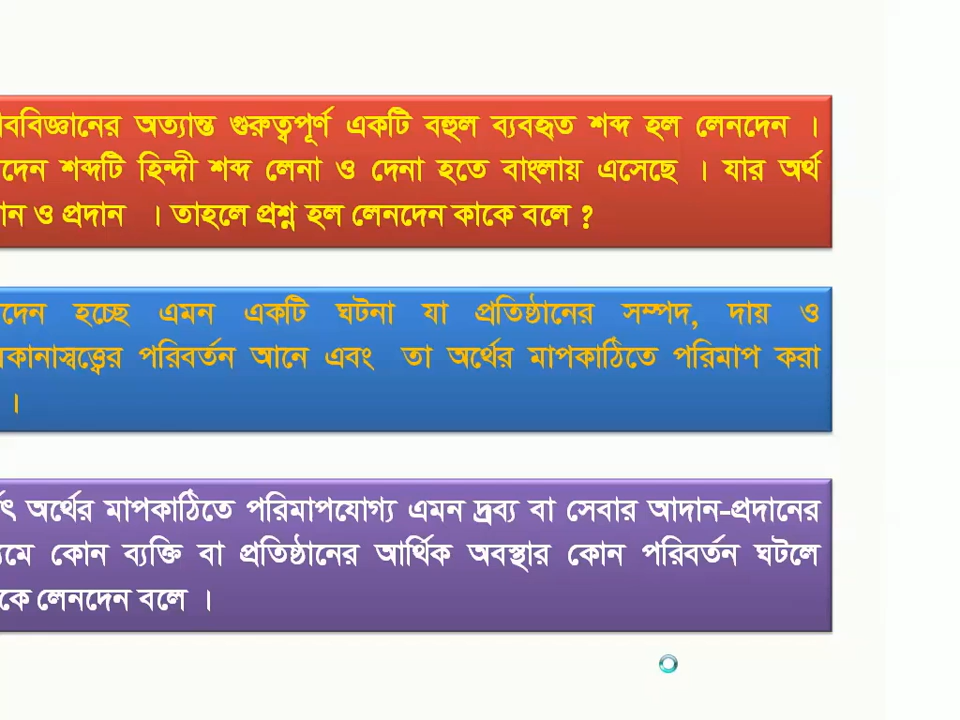 অত্যান্ত গুরুত্বপূর্ণ একটি বহুল ব্যবহৃত শব্দ হল লেনদেন ।
শব্দটি হিন্দী শব্দ লেনা ও দেনা হতে বাংলায় এসেছে । যার অর্থ
ও প্রদান । তাহলে প্রশ্ন হল লেনদেন কাকে বলে ?
হচ্ছে এমন একটি ঘটনা যা প্রতিষ্ঠানের সম্পদ, দায় ও
পরিবর্তন আনে এবং তা অর্থের মাপকাঠিতে পরিমাপ করা
।
অর্থের মাপকাঠিতে পরিমাপযোগ্য এমন দ্রব্য বা সেবার আদান-প্রদানের
কোন ব্যক্তি বা প্রতিষ্ঠানের আর্থিক অবস্থার কোন পরিবর্তন ঘটলে
লেনদেন বলে ।